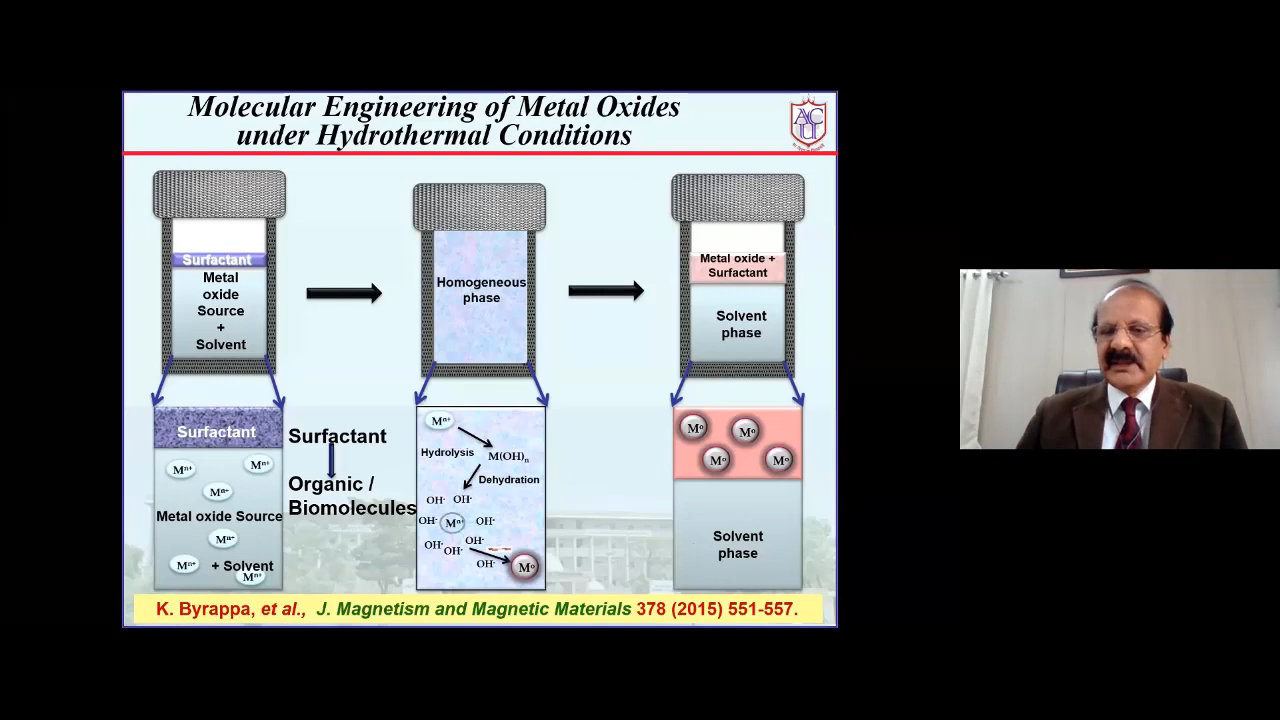 Molecular Engineering of Metal Oxides
under Hydrothermal Conditions
ACU
Surfactant
Metal
oxide
Source
+
Solvent
Homogeneous
phase
Metal oxide +
Surfactant
Solvent
phase
Surfactant
Mⁿ⁺
Mⁿ⁺
Mⁿ⁺
Metal oxide Source
Mⁿ⁺
Mⁿ⁺
+ Solvent
Mⁿ⁺
Surfactant
Organic /
Biomolecules
Mⁿ⁺
Hydrolysis
M(OH)ₙ
Dehydration
OH⁻
OH⁻
OH⁻
Mⁿ⁺
OH⁻
OH⁻
OH⁻
OH⁻
OH⁻
Mᵒ
Mᵒ
Mᵒ
Mᵒ
Mᵒ
Solvent
phase
K. Byrappa, et al., J. Magnetism and Magnetic Materials 378 (2015) 551-557.